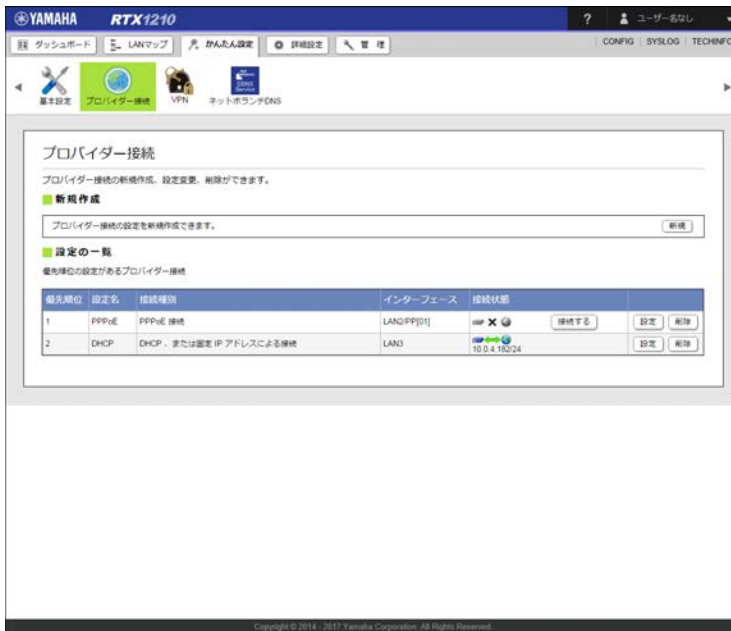 YAMAHA RTX1210 ? ユーザー名なし
ダッシュボード LANマップ かんたん設定 詳細設定 管理 CONFIG SYSLOG TECHINFO
基本設定 プロバイダー接続 VPN ネットボランチDNS
プロバイダー接続
プロバイダー接続の新規作成、設定変更、削除ができます。
新規作成
プロバイダー接続の設定を新規作成できます。 新規
設定の一覧
優先順位の設定があるプロバイダー接続
優先順位 設定名 接続種別 インターフェース 接続状態
1 PPPoE PPPoE 接続 LAN2/PP[01] 接続する 設定 削除
2 DHCP DHCP 、または固定 IP アドレスによる接続 LAN3 10.0.4.182/24 設定 削除
Copyright © 2014 - 2017 Yamaha Corporation. All Rights Reserved.